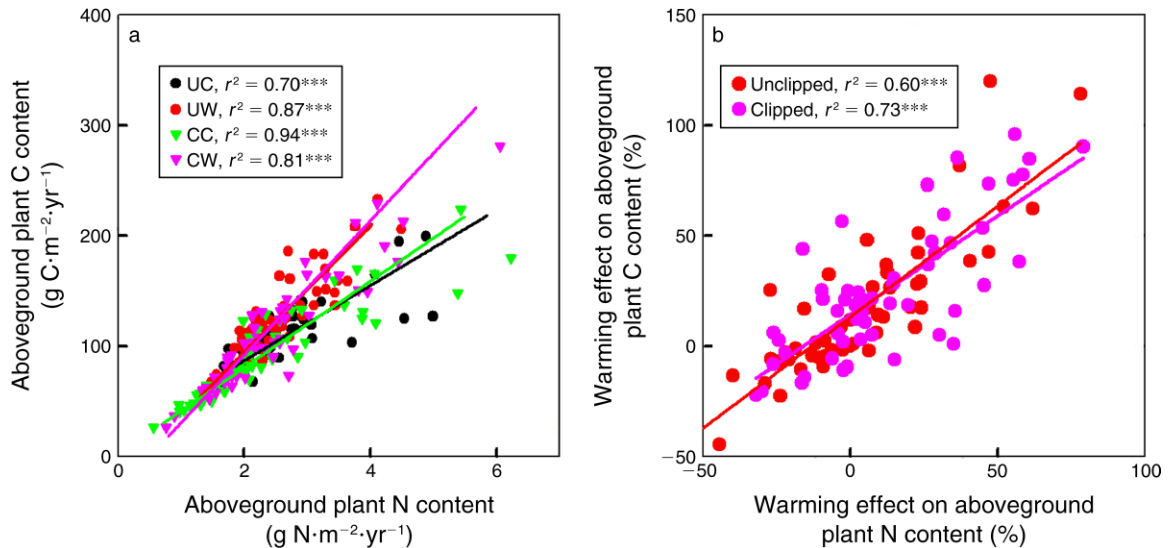 a
UC, r² = 0.70***
UW, r² = 0.87***
CC, r² = 0.94***
CW, r² = 0.81***
Aboveground plant C content
(g C·m⁻²·yr⁻¹)
400
300
200
100
0
0 2 4 6
Aboveground plant N content
(g N·m⁻²·yr⁻¹)
b
Unclipped, r² = 0.60***
Clipped, r² = 0.73***
Warming effect on aboveground
plant C content (%)
150
100
50
0
−50
−50 0 50 100
Warming effect on aboveground
plant N content (%)